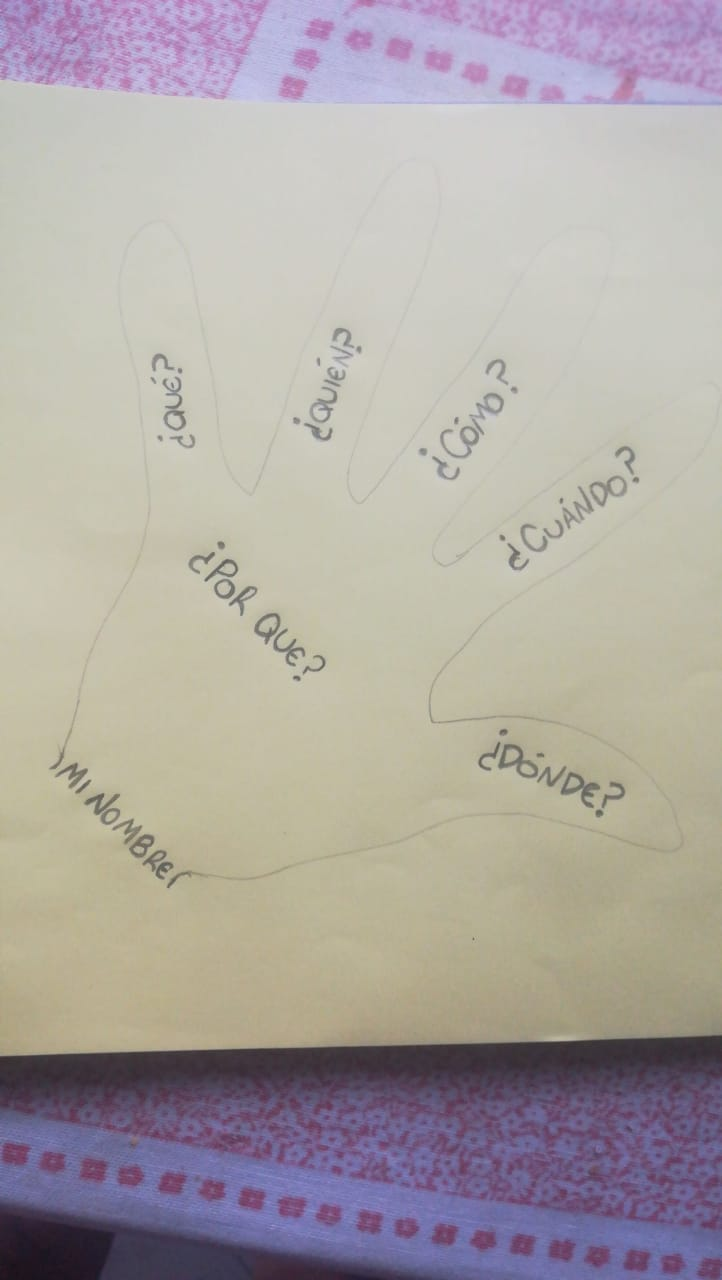 ¿QUÉ?
¿QUIÉN?
¿CÓMO?
¿CUÁNDO?
¿POR QUE?
¿DÓNDE?
MI NOMBRE